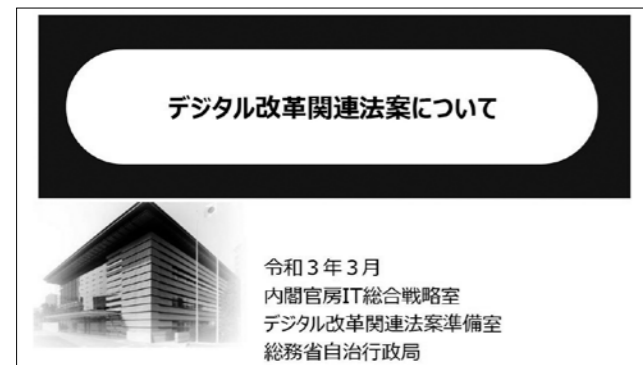 デジタル改革関連法案について
令和３年３月
内閣官房IT総合戦略室
デジタル改革関連法案準備室
総務省自治行政局